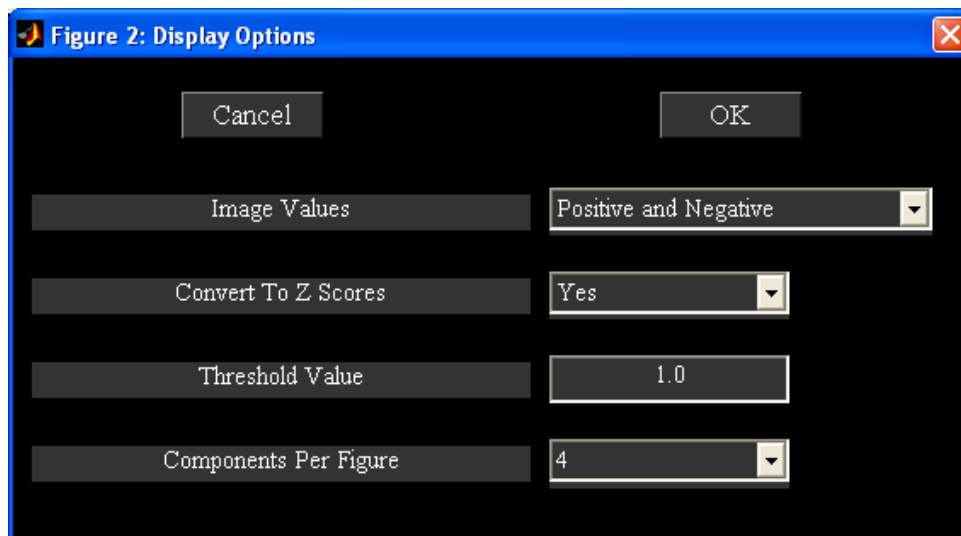 Figure 2: Display Options
Cancel OK
Image Values Positive and Negative
Convert To Z Scores Yes
Threshold Value 1.0
Components Per Figure 4